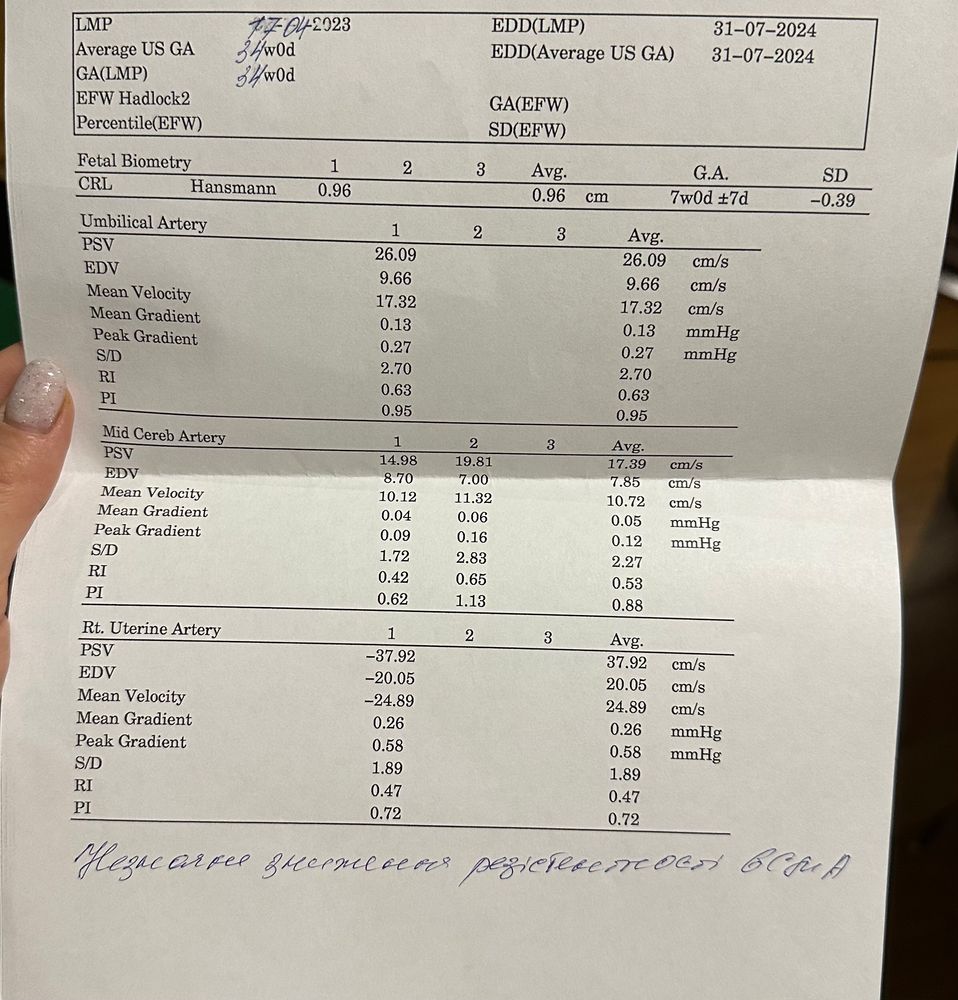 LMP 17-04-2023 EDD(LMP) 31-07-2024
Average US GA 34w0d EDD(Average US GA) 31-07-2024
GA(LMP) 34w0d
EFW Hadlock2 GA(EFW)
Percentile(EFW) SD(EFW)
Fetal Biometry 1 2 3 Avg. G.A. SD
CRL Hansmann 0.96 0.96 cm 7w0d ±7d -0.39
Umbilical Artery 1 2 3 Avg.
PSV 26.09 26.09 cm/s
EDV 9.66 9.66 cm/s
Mean Velocity 17.32 17.32 cm/s
Mean Gradient 0.13 0.13 mmHg
Peak Gradient 0.27 0.27 mmHg
S/D 2.70 2.70
RI 0.63 0.63
PI 0.95 0.95
Mid Cereb Artery 1 2 3 Avg.
PSV 14.98 19.81 17.39 cm/s
EDV 8.70 7.00 7.85 cm/s
Mean Velocity 10.12 11.32 10.72 cm/s
Mean Gradient 0.04 0.06 0.05 mmHg
Peak Gradient 0.09 0.16 0.12 mmHg
S/D 1.72 2.83 2.27
RI 0.42 0.65 0.53
PI 0.62 1.13 0.88
Rt. Uterine Artery 1 2 3 Avg.
PSV -37.92 37.92 cm/s
EDV -20.05 20.05 cm/s
Mean Velocity -24.89 24.89 cm/s
Mean Gradient 0.26 0.26 mmHg
Peak Gradient 0.58 0.58 mmHg
S/D 1.89 1.89
RI 0.47 0.47
PI 0.72 0.72
зниження резістентності в СМА